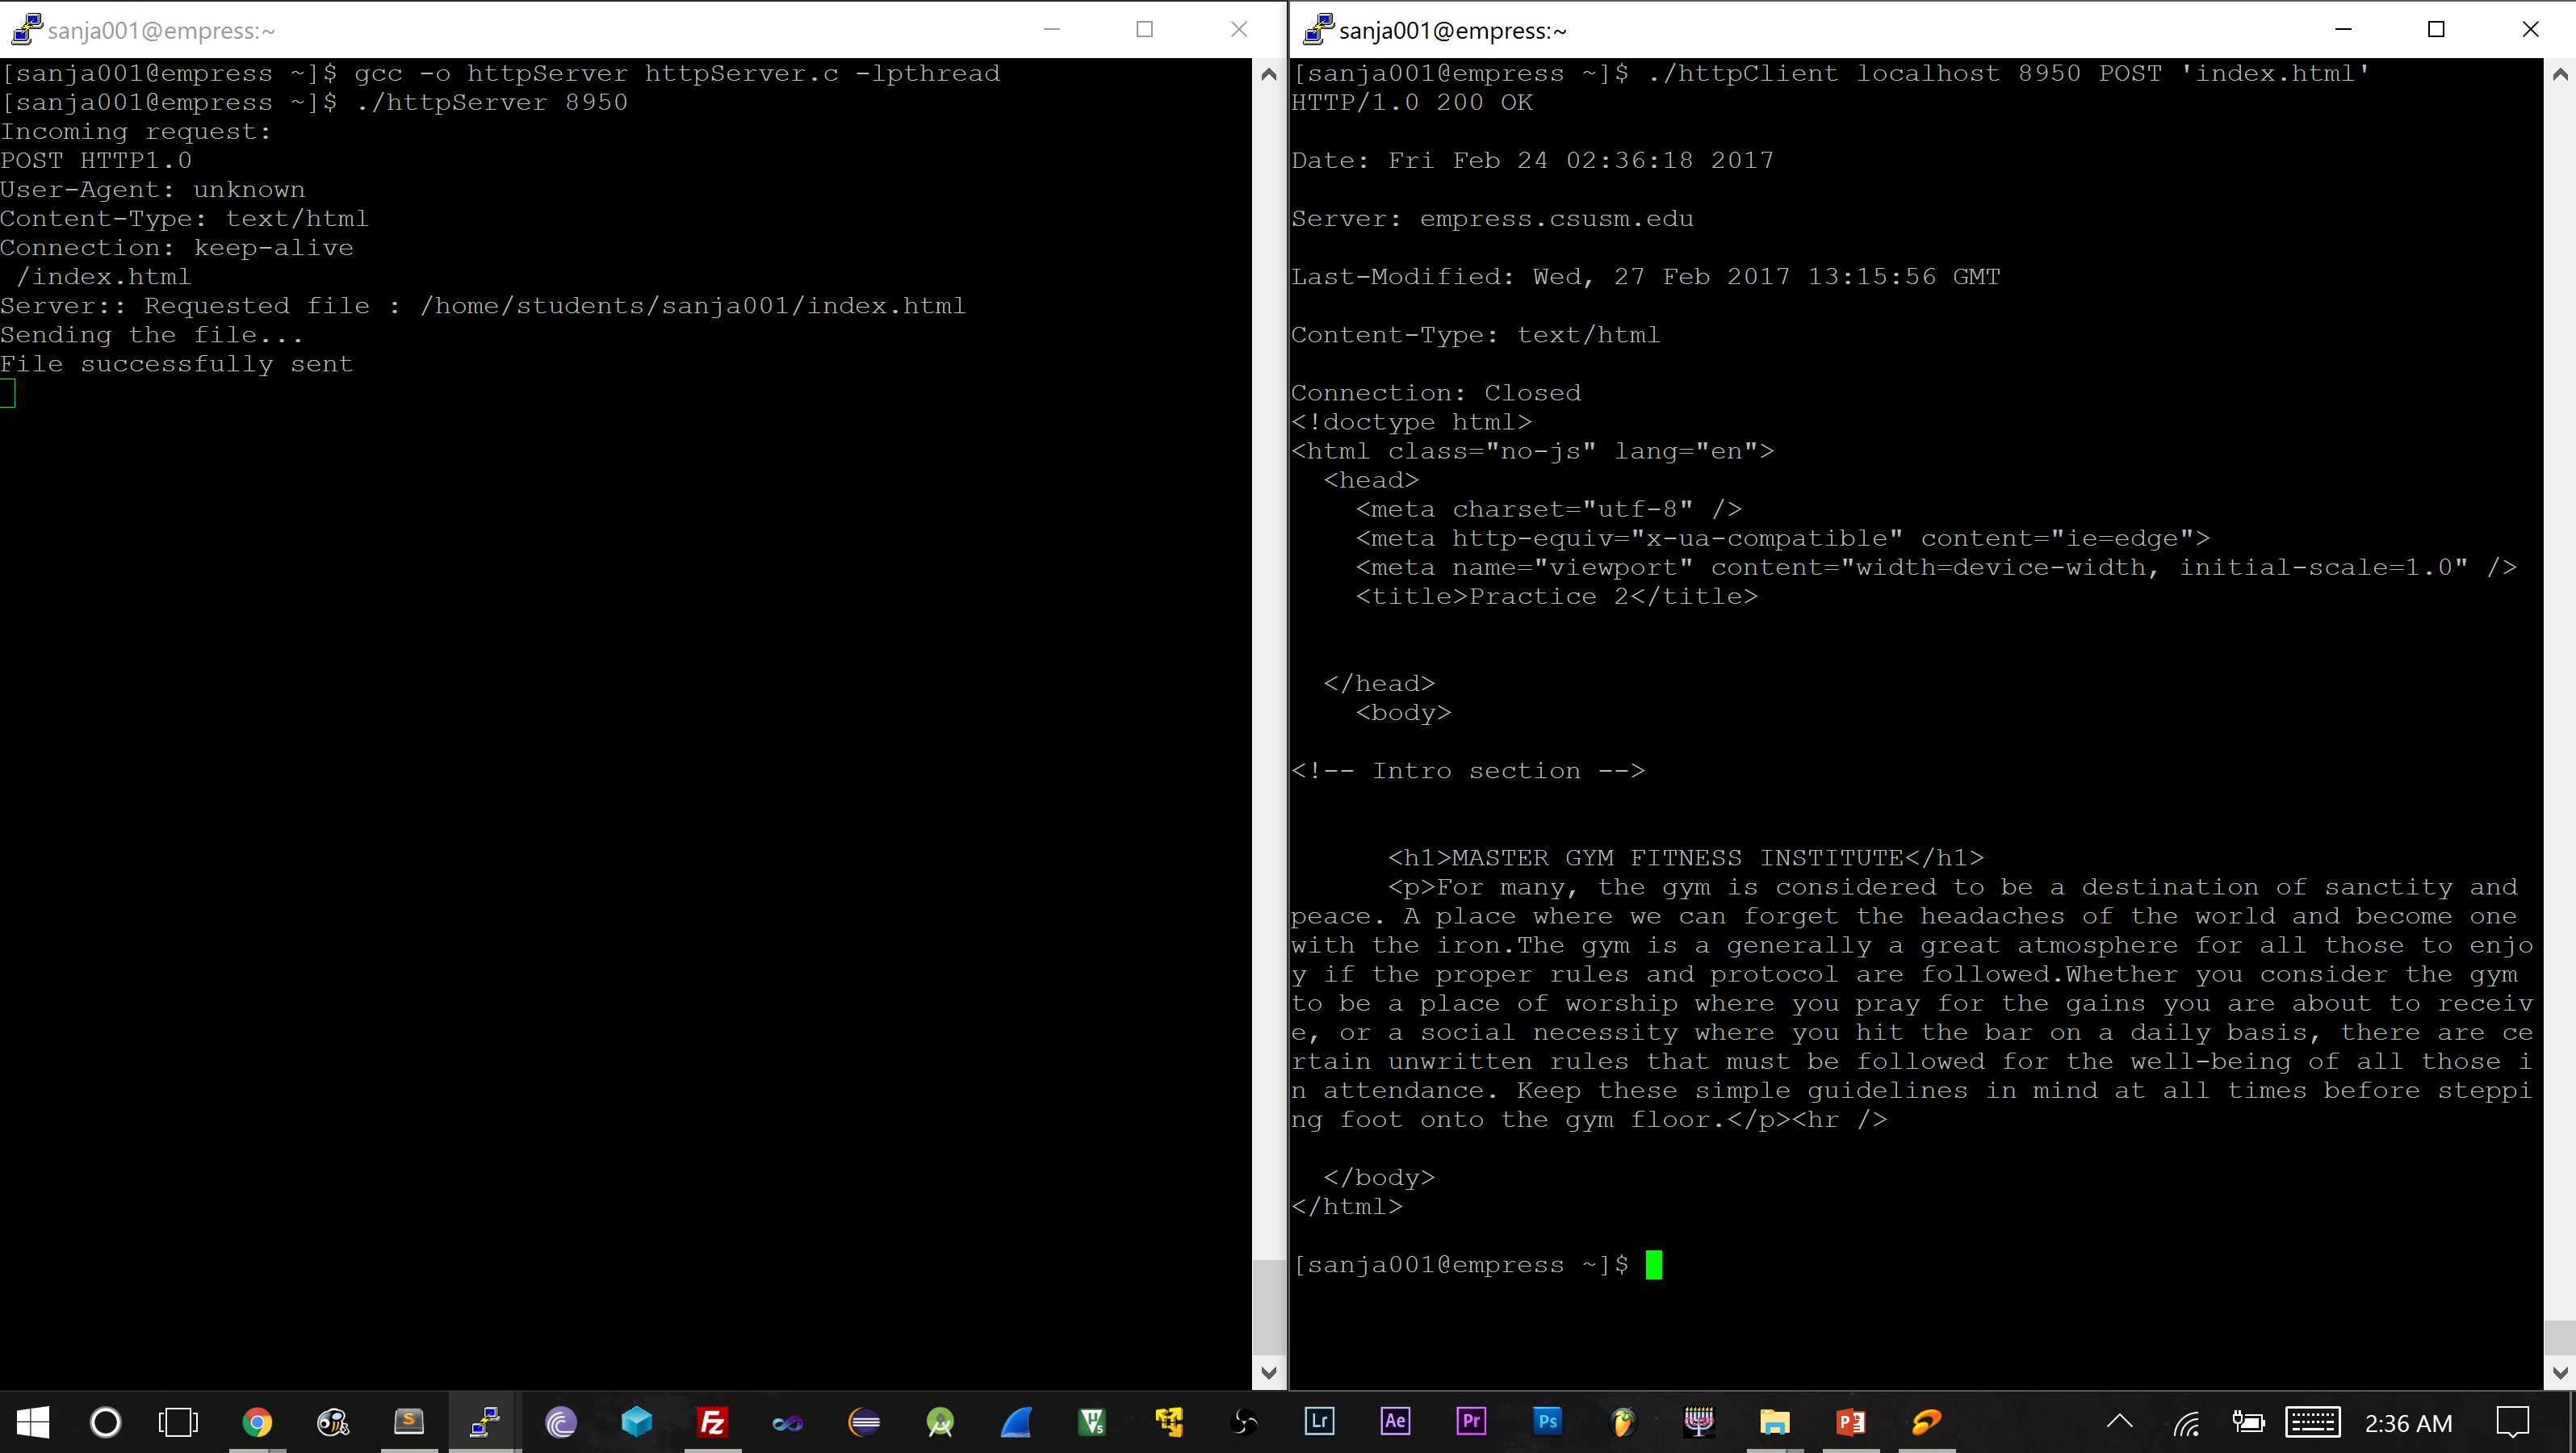 sanja001@empress:~
[sanja001@empress ~]$ gcc -o httpServer httpServer.c -lpthread
[sanja001@empress ~]$ ./httpServer 8950
Incoming request:
POST HTTP1.0
User-Agent: unknown
Content-Type: text/html
Connection: keep-alive
/index.html
Server:: Requested file : /home/students/sanja001/index.html
Sending the file...
File successfully sent
sanja001@empress:~
[sanja001@empress ~]$ ./httpClient localhost 8950 POST 'index.html'
HTTP/1.0 200 OK
Date: Fri Feb 24 02:36:18 2017
Server: empress.csusm.edu
Last-Modified: Wed, 27 Feb 2017 13:15:56 GMT
Content-Type: text/html
Connection: Closed
<!doctype html>
<html class="no-js" lang="en">
<head>
<meta charset="utf-8" />
<meta http-equiv="x-ua-compatible" content="ie=edge">
<meta name="viewport" content="width=device-width, initial-scale=1.0" />
<title>Practice 2</title>
</head>
<body>
<!-- Intro section -->
<h1>MASTER GYM FITNESS INSTITUTE</h1>
<p>For many, the gym is considered to be a destination of sanctity and
peace. A place where we can forget the headaches of the world and become one
with the iron.The gym is a generally a great atmosphere for all those to enjo
y if the proper rules and protocol are followed.Whether you consider the gym
to be a place of worship where you pray for the gains you are about to receiv
e, or a social necessity where you hit the bar on a daily basis, there are ce
rtain unwritten rules that must be followed for the well-being of all those i
n attendance. Keep these simple guidelines in mind at all times before steppi
ng foot onto the gym floor.</p><hr />
</body>
</html>
[sanja001@empress ~]$
S Fz V5 Lr Ae Pr Ps P 2:36 AM